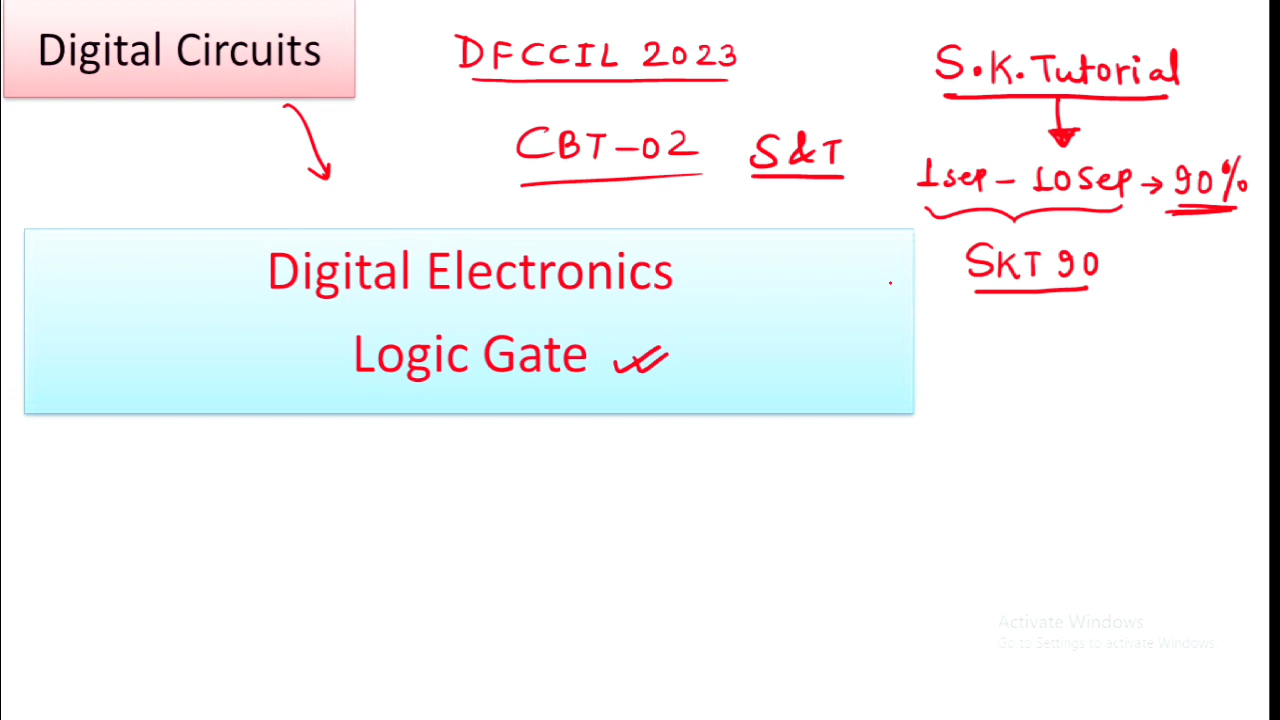 Digital Circuits
DFCCIL 2023
S.K.Tutorial
CBT-02 S&T
1sep - 10Sep → 90%
SKT 90
Digital Electronics
Logic Gate
Activate Windows
Go to Settings to activate Windows.